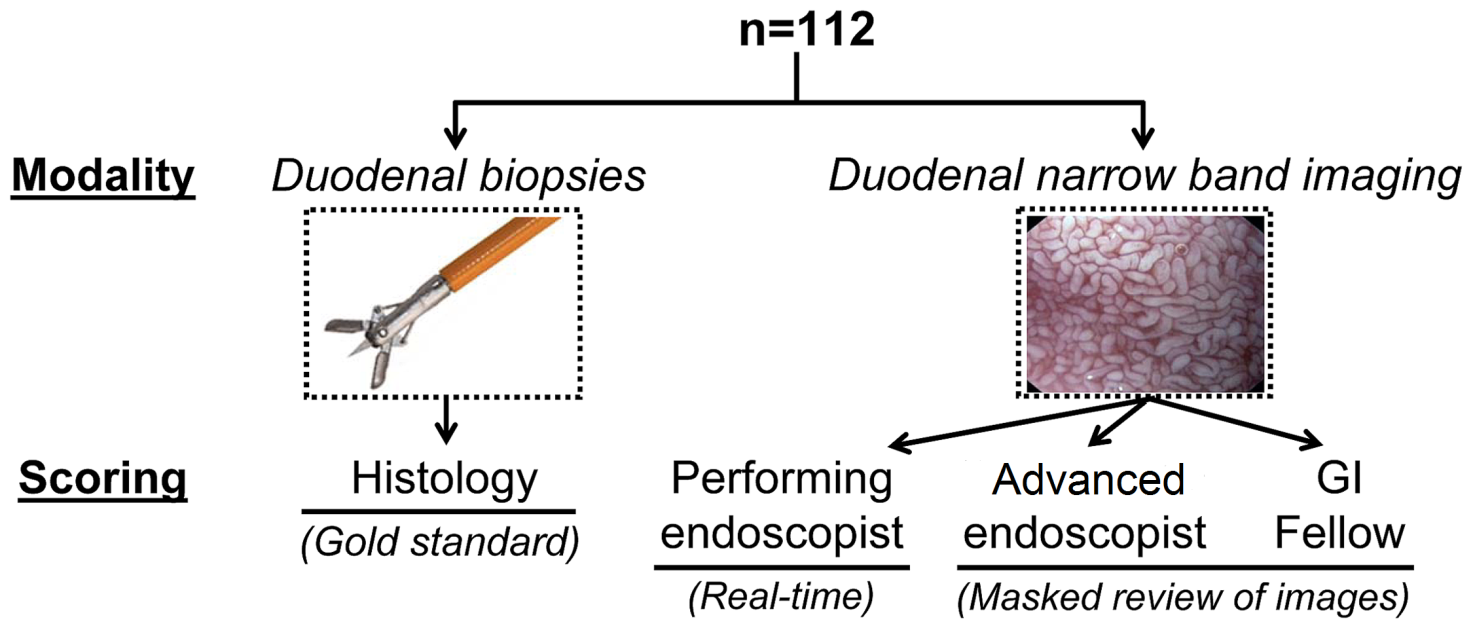 n=112
Modality
Duodenal biopsies
Duodenal narrow band imaging
Scoring
Histology
(Gold standard)
Performing
endoscopist
(Real-time)
Advanced
endoscopist
GI
Fellow
(Masked review of images)